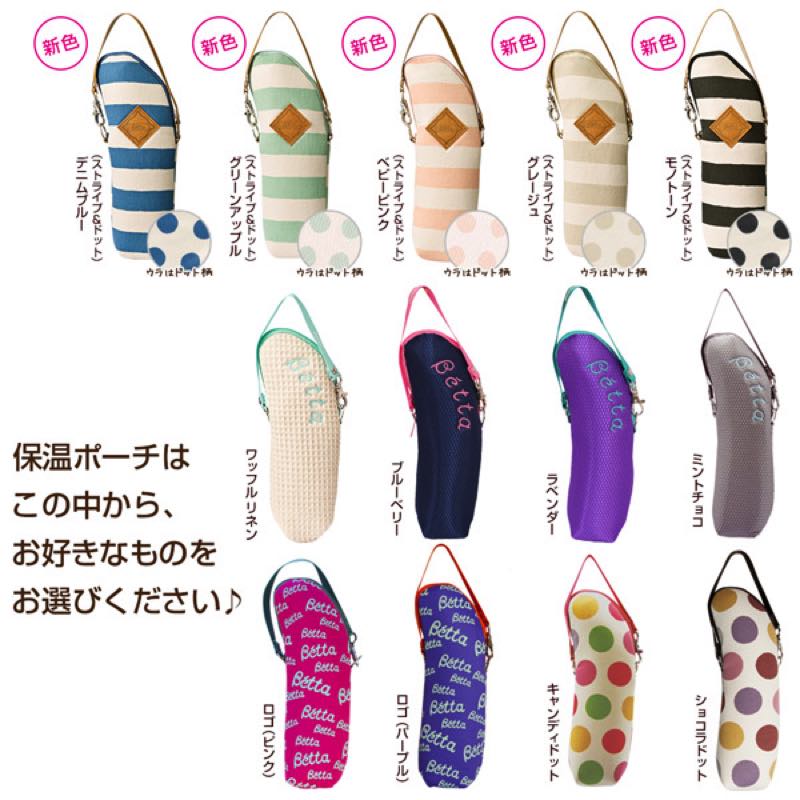 新色
新色
新色
新色
新色
デニムブルー
(ストライプ&ドット)
グリーンアップル
(ストライプ&ドット)
ベビーピンク
(ストライプ&ドット)
グレージュ
(ストライプ&ドット)
モノトーン
(ストライプ&ドット)
ウラはドット柄
ウラはドット柄
ウラはドット柄
ウラはドット柄
ウラはドット柄
保温ポーチは
この中から、
お好きなものを
お選びください♪
ワッフルリネン
Bétta
ブルーベリー
Bétta
ラベンダー
Bétta
ミントチョコ
Bétta
ロゴ(ピンク)
Bétta
ロゴ(パープル)
Bétta
キャンディドット
ショコラドット